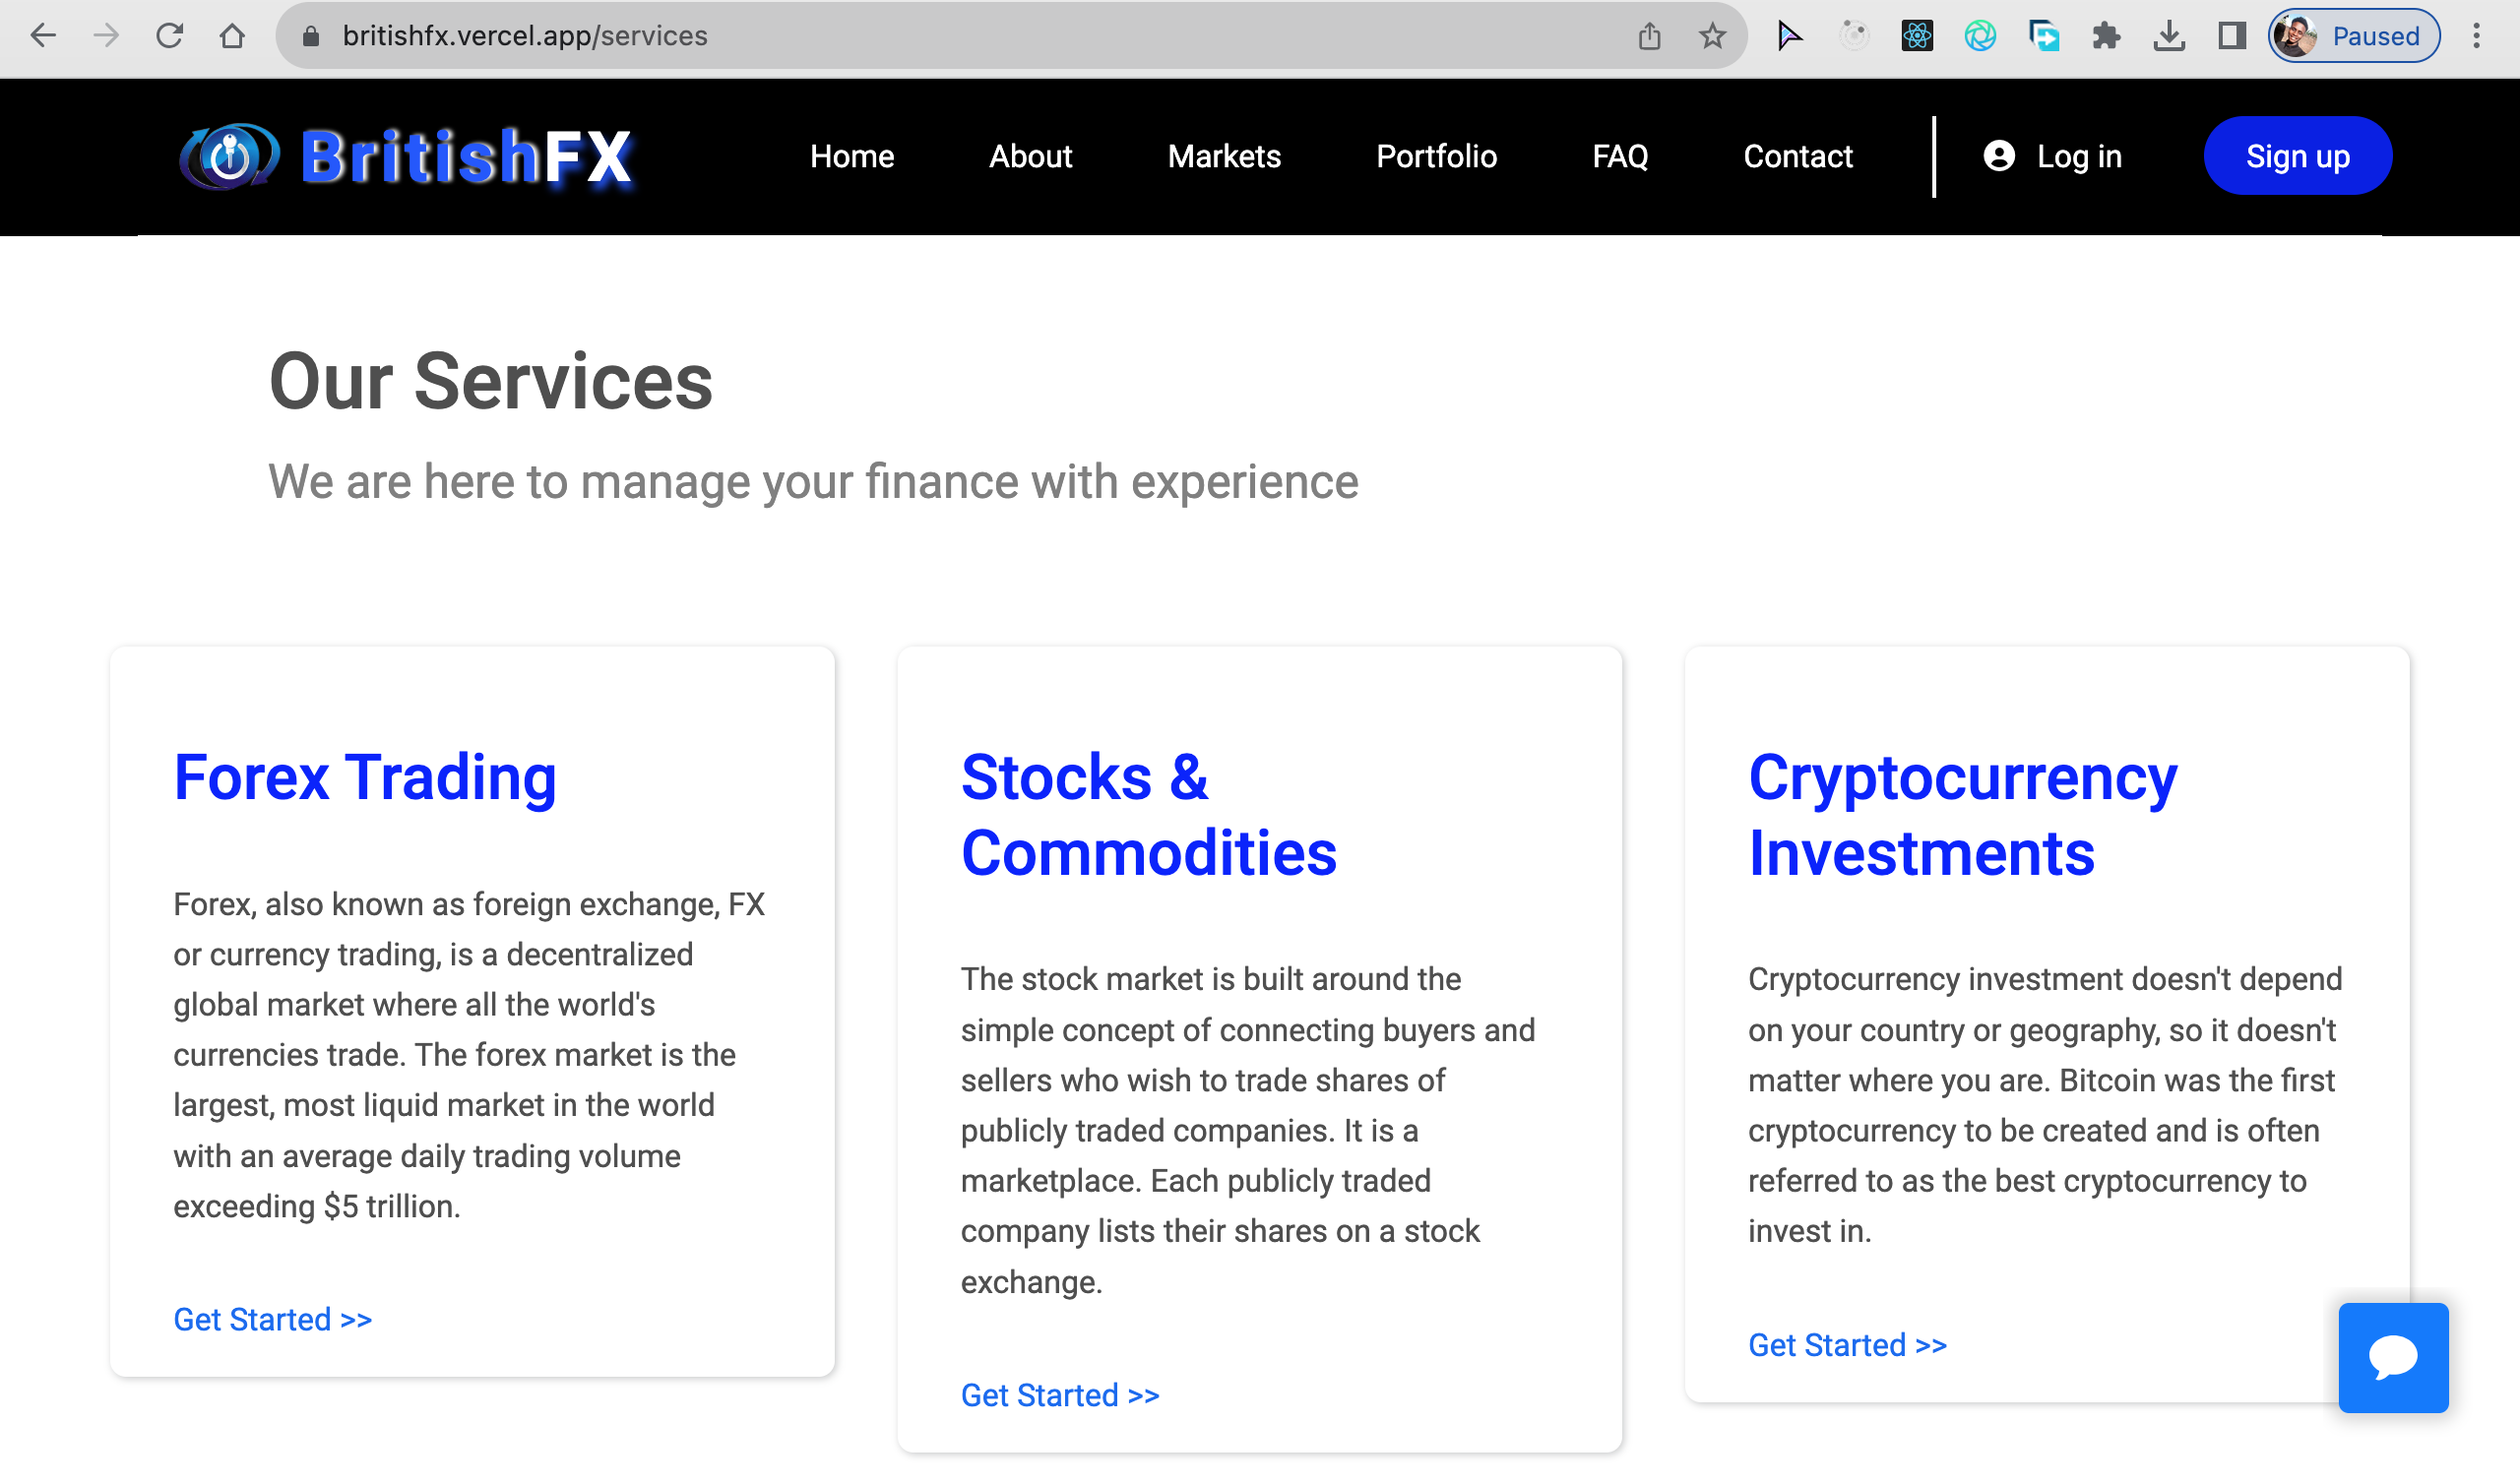 britishfx.vercel.app/services
Paused
BritishFX
Home
About
Markets
Portfolio
FAQ
Contact
Log in
Sign up
Our Services
We are here to manage your finance with experience
Forex Trading
Forex, also known as foreign exchange, FX
or currency trading, is a decentralized
global market where all the world's
currencies trade. The forex market is the
largest, most liquid market in the world
with an average daily trading volume
exceeding $5 trillion.
Get Started >>
Stocks &
Commodities
The stock market is built around the
simple concept of connecting buyers and
sellers who wish to trade shares of
publicly traded companies. It is a
marketplace. Each publicly traded
company lists their shares on a stock
exchange.
Get Started >>
Cryptocurrency
Investments
Cryptocurrency investment doesn't depend
on your country or geography, so it doesn't
matter where you are. Bitcoin was the first
cryptocurrency to be created and is often
referred to as the best cryptocurrency to
invest in.
Get Started >>